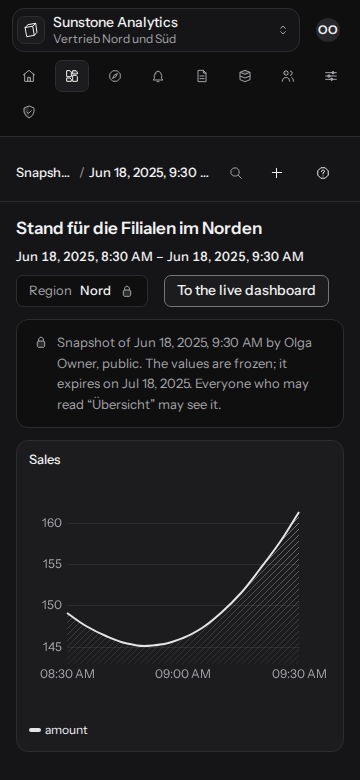 Sunstone Analytics
Vertrieb Nord und Süd
OO
Snapsh... / Jun 18, 2025, 9:30 ...
Stand für die Filialen im Norden
Jun 18, 2025, 8:30 AM – Jun 18, 2025, 9:30 AM
Region Nord
To the live dashboard
Snapshot of Jun 18, 2025, 9:30 AM by Olga
Owner, public. The values are frozen; it
expires on Jul 18, 2025. Everyone who may
read “Übersicht” may see it.
Sales
160
155
150
145
08:30 AM 09:00 AM 09:30 AM
amount